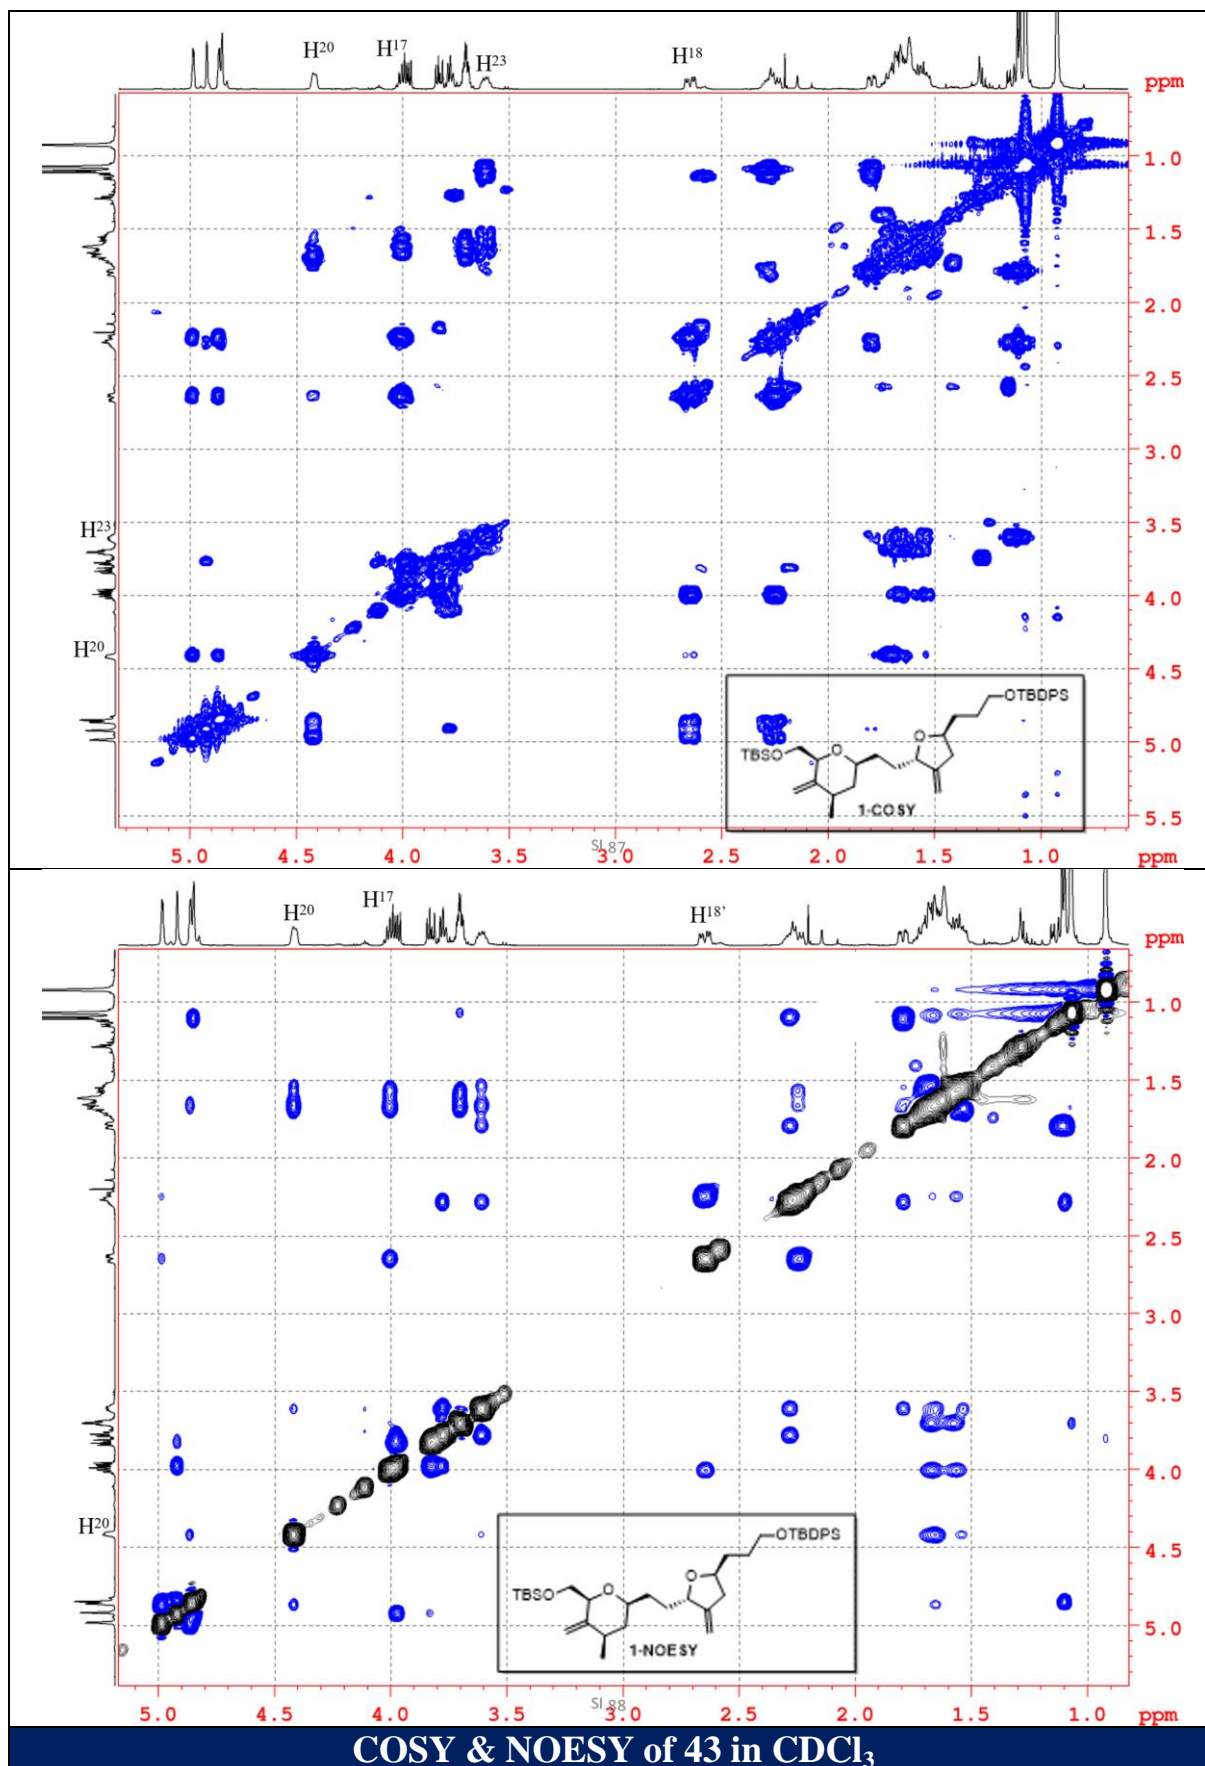 H20 H17 H23 H18
ppm
1.0
1.5
2.0
2.5
3.0
H23 3.5
4.0
H20 4.5
5.0
5.5
OTBDPS
O
TBSO O
1-COSY
5.0 4.5 4.0 3.5 3.0 2.5 2.0 1.5 1.0 ppm
SI 87
H20 H17 H18'
ppm
1.0
1.5
2.0
2.5
3.0
3.5
4.0
H20 4.5
5.0
OTBDPS
O
TBSO O
1-NOESY
5.0 4.5 4.0 3.5 3.0 2.5 2.0 1.5 1.0 ppm
SI 88
COSY & NOESY of 43 in CDCl3